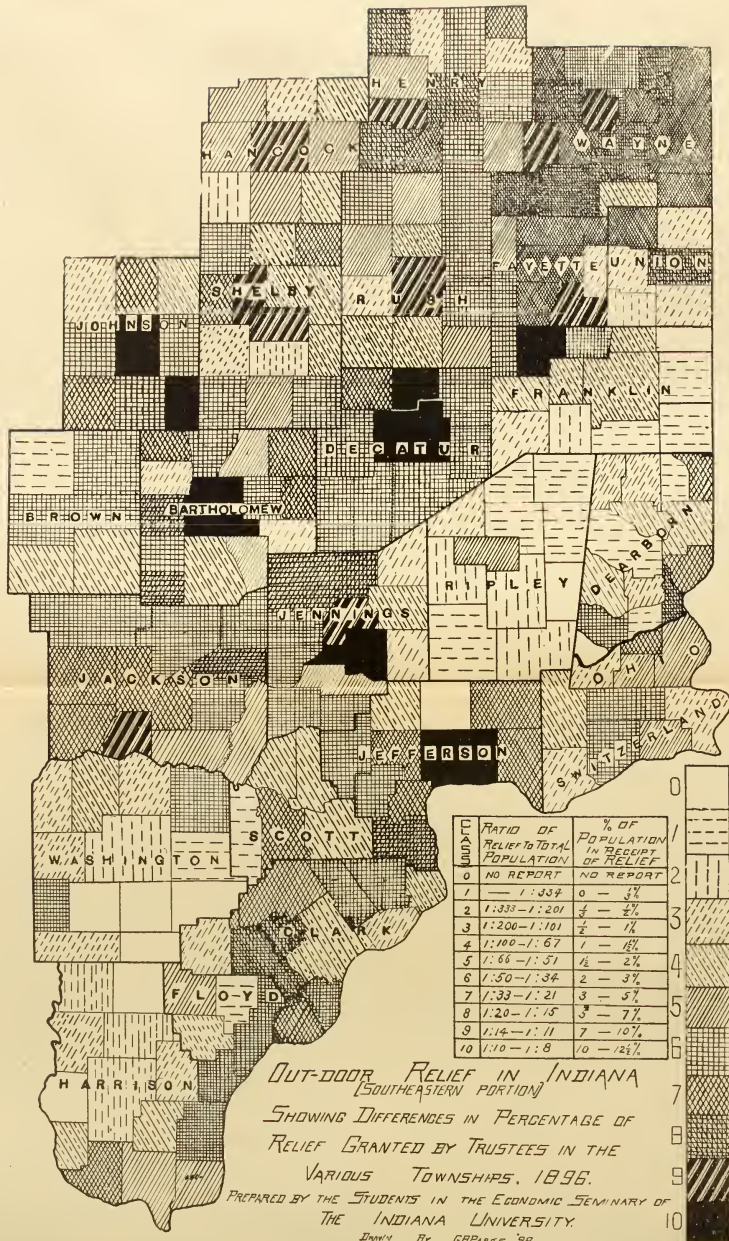 HENRY
WAYNE
HANCOCK
FAYETTE UNION
SHELBY RUSH
JOHNSON
FRANKLIN
DECATUR
BROWN
BARTHOLOMEW
DEARBORN
RIPLEY
JENNINGS
OHIO
JACKSON
SWITZERLAND
JEFFERSON
SCOTT
WASHINGTON
CLARK
FLOYD
HARRISON
CLASS RATIO OF RELIEF TO TOTAL POPULATION % OF POPULATION IN RECEIPT OF RELIEF
0 NO REPORT NO REPORT
1 — 1:334 0 — ⅓%
2 1:333—1:201 ⅓ — ½%
3 1:200—1:101 ½ — 1%
4 1:100—1:67 1 — 1½%
5 1:66—1:51 1½ — 2%
6 1:50—1:34 2 — 3%
7 1:33—1:21 3 — 5%
8 1:20—1:15 5 — 7%
9 1:14—1:11 7 — 10%
10 1:10—1:8 10 — 12½%
0
1
2
3
4
5
6
7
8
9
10
OUT-DOOR RELIEF IN INDIANA
(SOUTHEASTERN PORTION)
SHOWING DIFFERENCES IN PERCENTAGE OF
RELIEF GRANTED BY TRUSTEES IN THE
VARIOUS TOWNSHIPS, 1896.
PREPARED BY THE STUDENTS IN THE ECONOMIC SEMINARY OF
THE INDIANA UNIVERSITY.
DRAWN BY